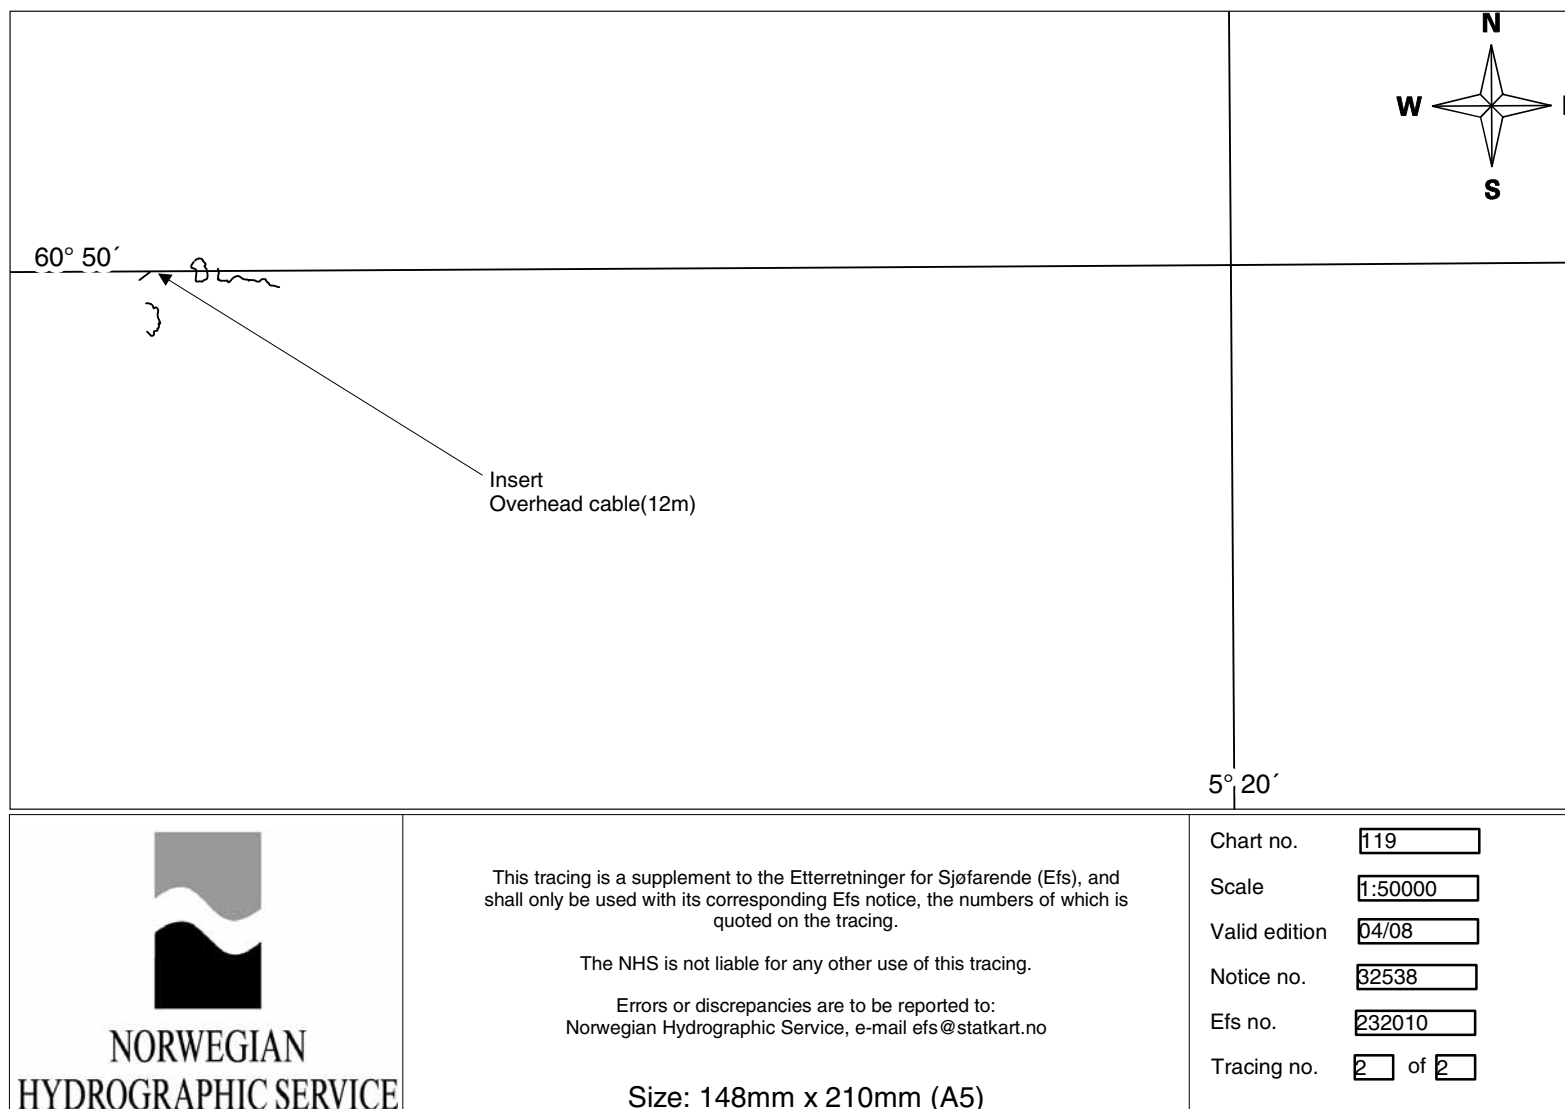 N
W
S
60° 50´
Insert
Overhead cable(12m)
5° 20´
NORWEGIAN
HYDROGRAPHIC SERVICE
This tracing is a supplement to the Etterretninger for Sjøfarende (Efs), and
shall only be used with its corresponding Efs notice, the numbers of which is
quoted on the tracing.
The NHS is not liable for any other use of this tracing.
Errors or discrepancies are to be reported to:
Norwegian Hydrographic Service, e-mail efs@statkart.no
Size: 148mm x 210mm (A5)
Chart no. 119
Scale 1:50000
Valid edition 04/08
Notice no. 32538
Efs no. 232010
Tracing no. 2 of 2